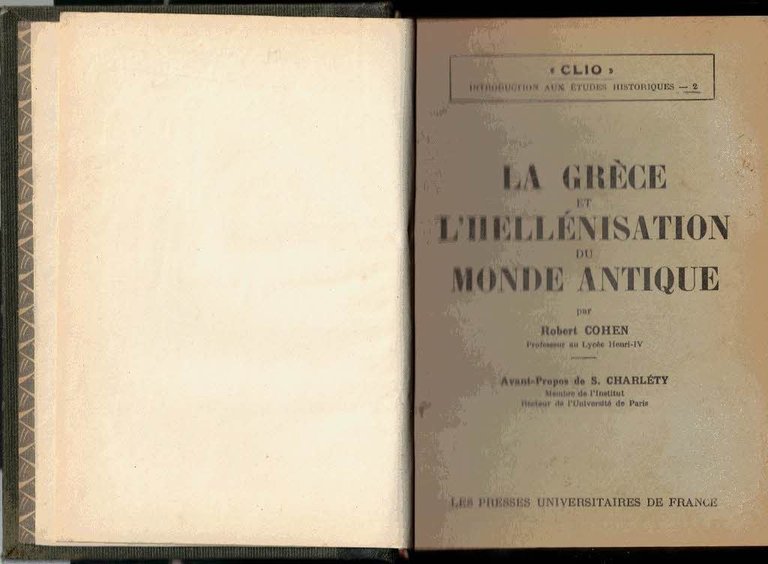 « CLIO »
INTRODUCTION AUX ÉTUDES HISTORIQUES — 2
LA GRÈCE
ET
L'HELLÉNISATION
DU
MONDE ANTIQUE
par
Robert COHEN
Professeur au Lycée Henri-IV
Avant-Propos de S. CHARLÉTY
Membre de l'Institut
Recteur de l'Université de Paris
LES PRESSES UNIVERSITAIRES DE FRANCE